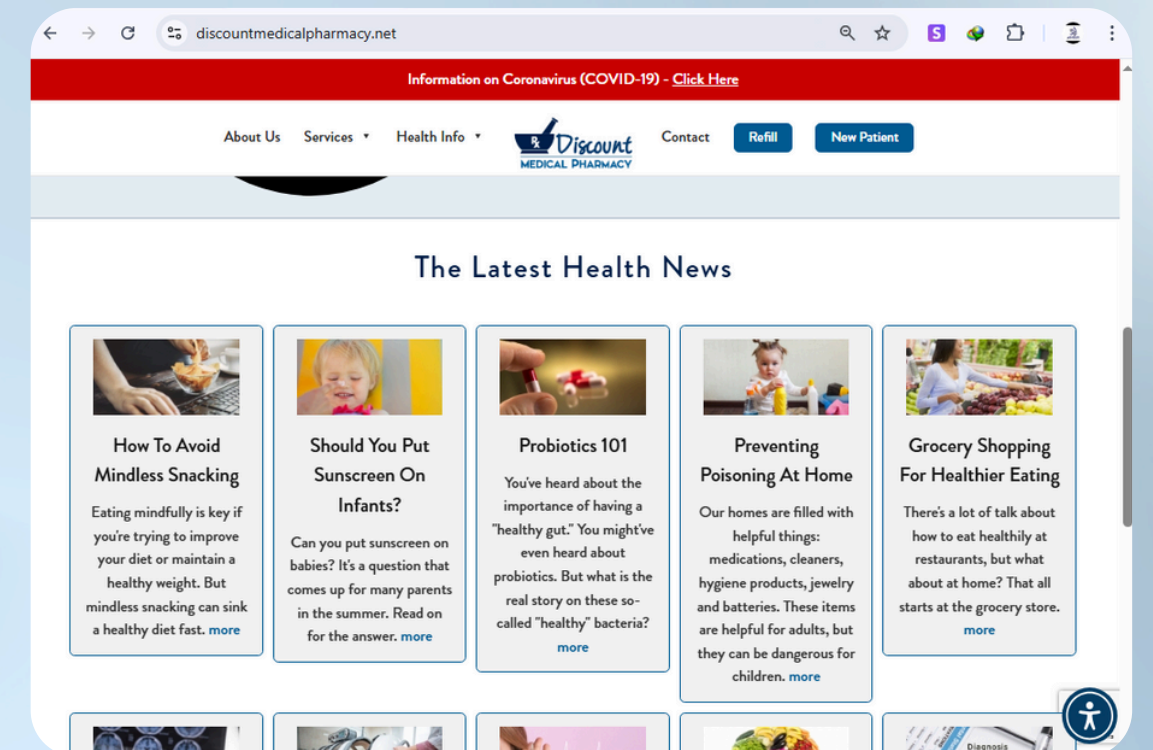 discountmedicalpharmacy.net
Information on Coronavirus (COVID-19) - Click Here
About Us
Services
Health Info
Rx Discount
MEDICAL PHARMACY
Contact
Refill
New Patient
The Latest Health News
How To Avoid
Mindless Snacking
Eating mindfully is key if
you're trying to improve
your diet or maintain a
healthy weight. But
mindless snacking can sink
a healthy diet fast. more
Should You Put
Sunscreen On
Infants?
Can you put sunscreen on
babies? It's a question that
comes up for many parents
in the summer. Read on
for the answer. more
Probiotics 101
You've heard about the
importance of having a
"healthy gut." You might've
even heard about
probiotics. But what is the
real story on these so-
called "healthy" bacteria?
more
Preventing
Poisoning At Home
Our homes are filled with
helpful things:
medications, cleaners,
hygiene products, jewelry
and batteries. These items
are helpful for adults, but
they can be dangerous for
children. more
Grocery Shopping
For Healthier Eating
There's a lot of talk about
how to eat healthily at
restaurants, but what
about at home? That all
starts at the grocery store.
more
Diagnosis